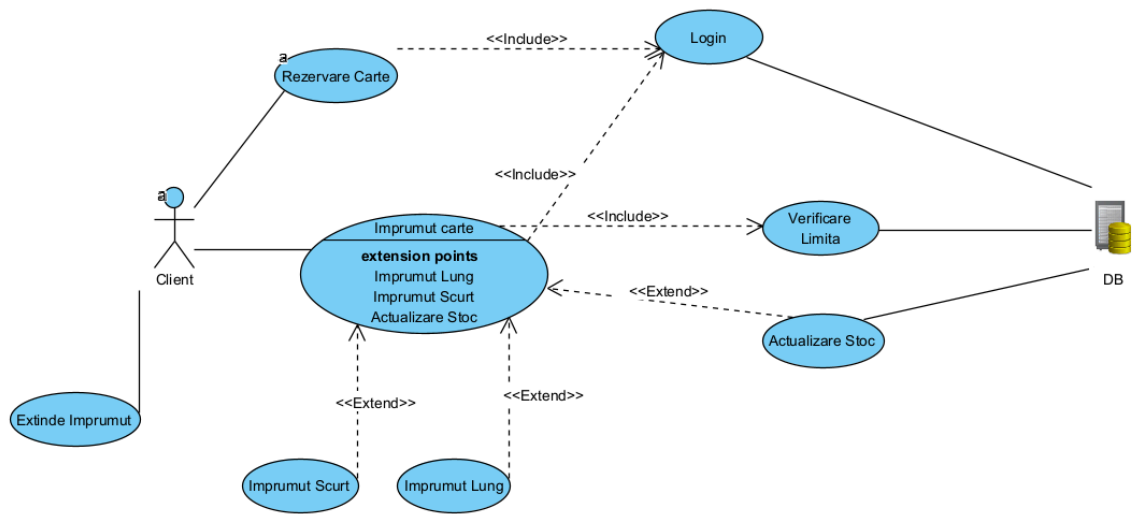 <<Include>>
Login
a
Rezervare Carte
<<Include>>
a
Client
Imprumut carte
extension points
Imprumut Lung
Imprumut Scurt
Actualizare Stoc
<<Include>>
Verificare
Limita
DB
<<Extend>>
Actualizare Stoc
<<Extend>>
<<Extend>>
Extinde Imprumut
Imprumut Scurt
Imprumut Lung